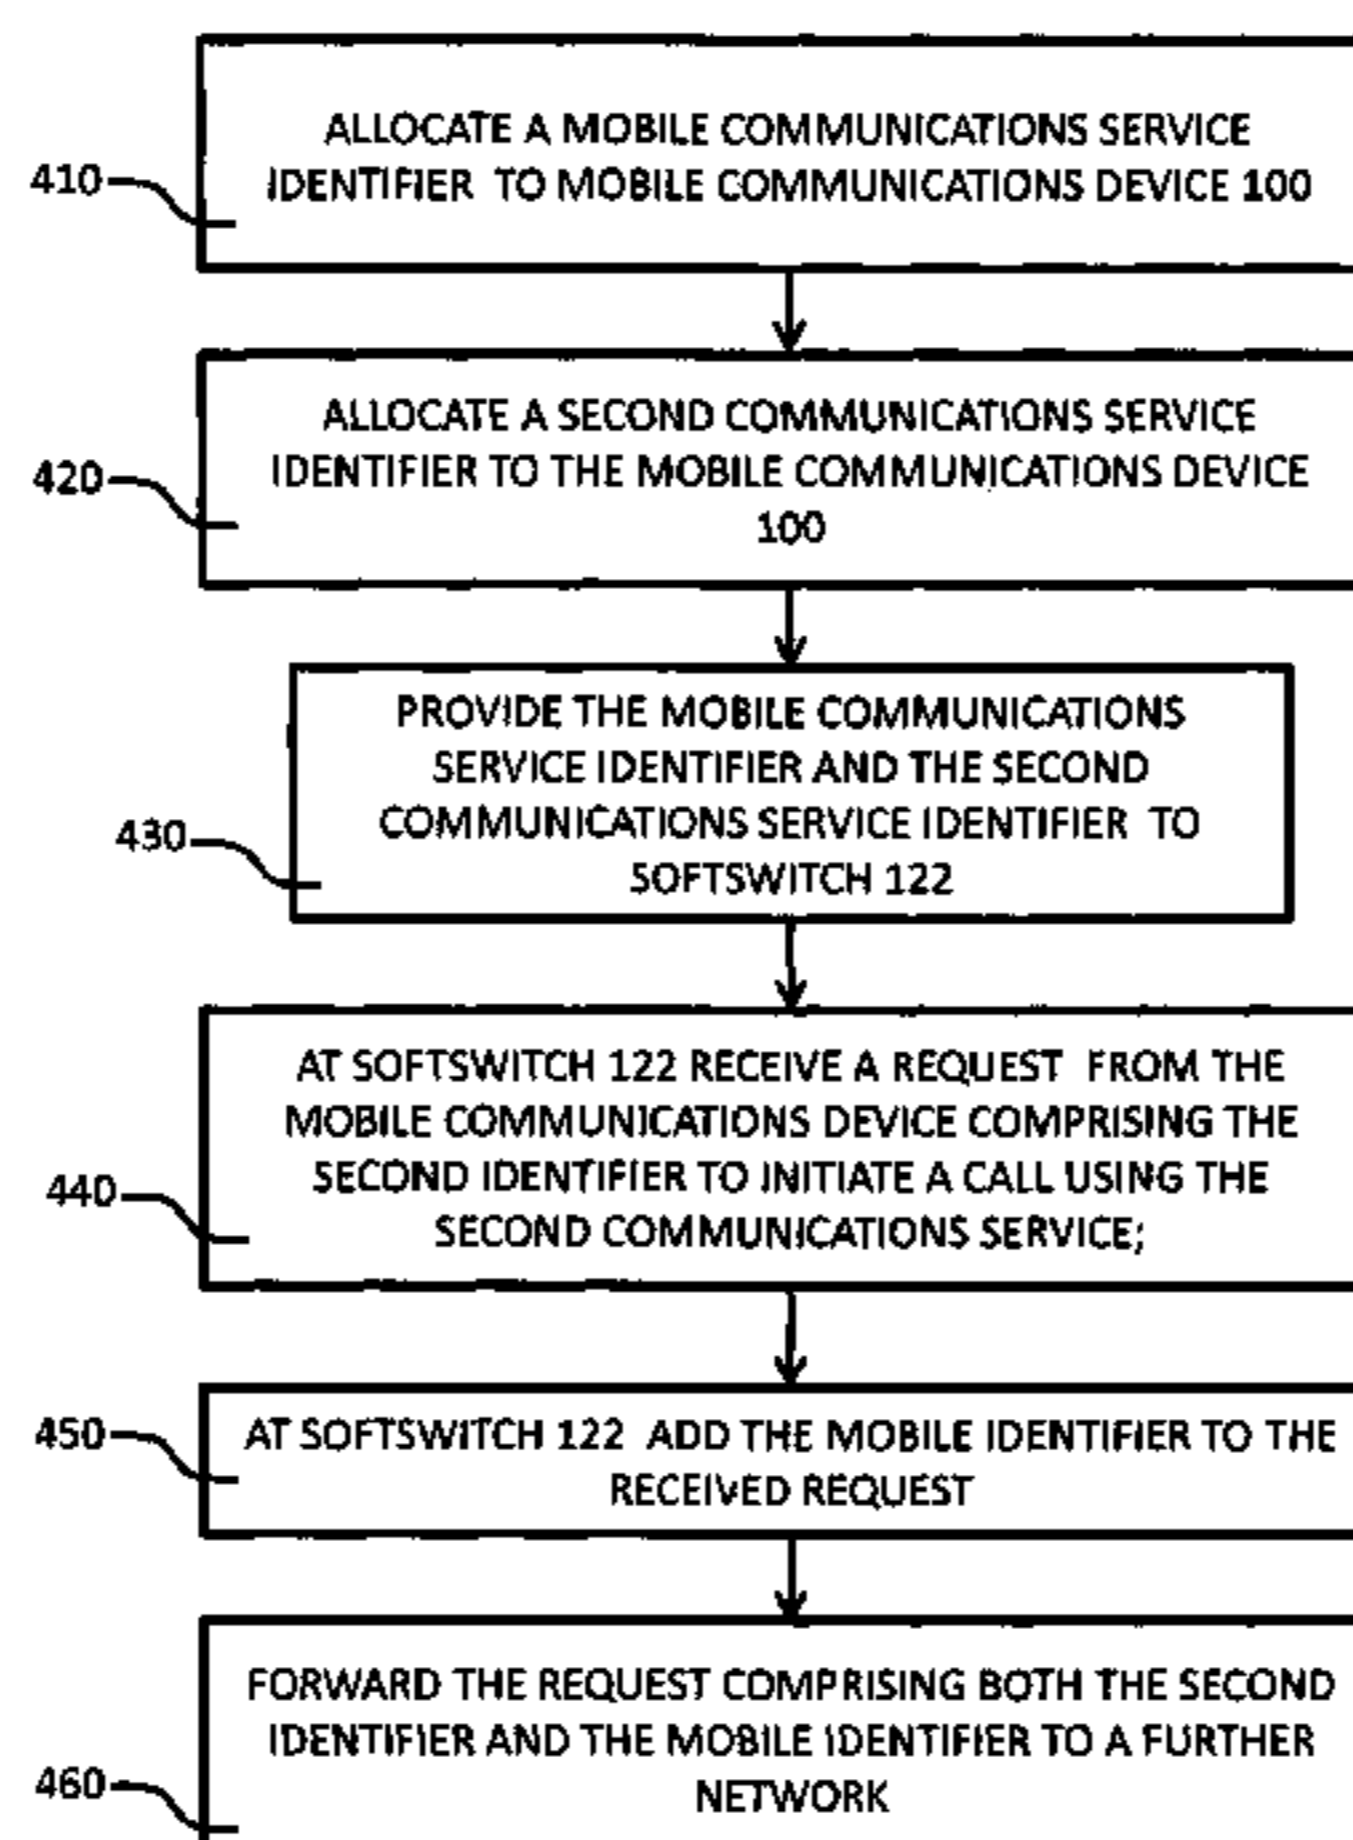 ALLOCATE A MOBILE COMMUNICATIONS SERVICE
IDENTIFIER TO MOBILE COMMUNICATIONS DEVICE 100
410
ALLOCATE A SECOND COMMUNICATIONS SERVICE
IDENTIFIER TO THE MOBILE COMMUNICATIONS DEVICE
100
420
PROVIDE THE MOBILE COMMUNICATIONS
SERVICE IDENTIFIER AND THE SECOND
COMMUNICATIONS SERVICE IDENTIFIER TO
SOFTSWITCH 122
430
AT SOFTSWITCH 122 RECEIVE A REQUEST FROM THE
MOBILE COMMUNICATIONS DEVICE COMPRISING THE
SECOND IDENTIFIER TO INITIATE A CALL USING THE
SECOND COMMUNICATIONS SERVICE;
440
AT SOFTSWITCH 122 ADD THE MOBILE IDENTIFIER TO THE
RECEIVED REQUEST
450
FORWARD THE REQUEST COMPRISING BOTH THE SECOND
IDENTIFIER AND THE MOBILE IDENTIFIER TO A FURTHER
NETWORK
460